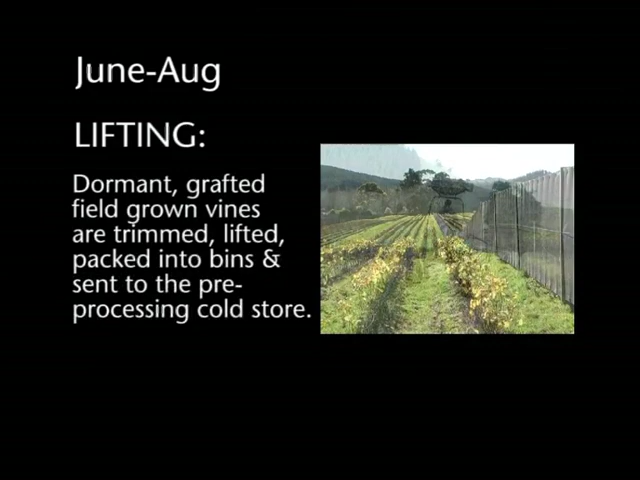 June-Aug
LIFTING:
Dormant, grafted
field grown vines
are trimmed, lifted,
packed into bins &
sent to the pre-
processing cold store.